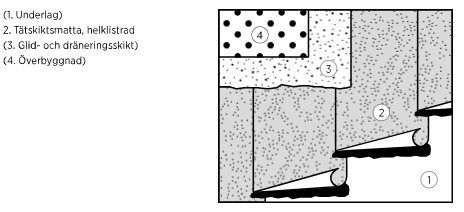 (1. Underlag)
2. Tätskiktsmatta, helklistrad
(3. Glid- och dräneringsskikt)
(4. Överbyggnad)
4
3
2
1